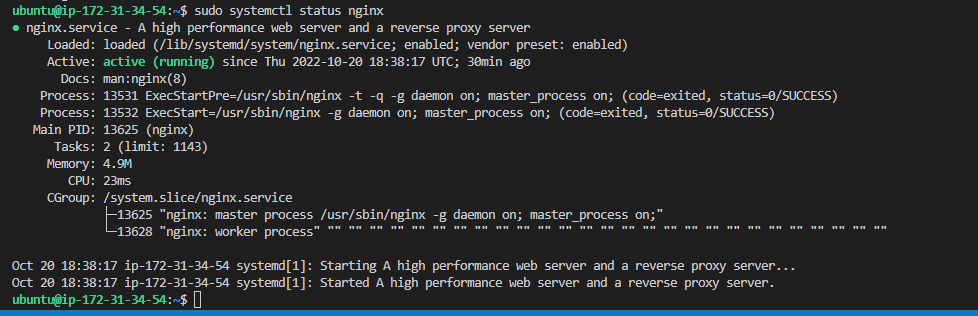 ubuntu@ip-172-31-34-54:~$ sudo systemctl status nginx
● nginx.service - A high performance web server and a reverse proxy server
     Loaded: loaded (/lib/systemd/system/nginx.service; enabled; vendor preset: enabled)
     Active: active (running) since Thu 2022-10-20 18:38:17 UTC; 30min ago
       Docs: man:nginx(8)
    Process: 13531 ExecStartPre=/usr/sbin/nginx -t -q -g daemon on; master_process on; (code=exited, status=0/SUCCESS)
    Process: 13532 ExecStart=/usr/sbin/nginx -g daemon on; master_process on; (code=exited, status=0/SUCCESS)
   Main PID: 13625 (nginx)
      Tasks: 2 (limit: 1143)
     Memory: 4.9M
        CPU: 23ms
     CGroup: /system.slice/nginx.service
             ├─13625 "nginx: master process /usr/sbin/nginx -g daemon on; master_process on;"
             └─13628 "nginx: worker process" "" "" "" "" "" "" "" "" "" "" "" "" "" "" "" "" "" "" "" "" "" "" "" "" "" "" ""

Oct 20 18:38:17 ip-172-31-34-54 systemd[1]: Starting A high performance web server and a reverse proxy server...
Oct 20 18:38:17 ip-172-31-34-54 systemd[1]: Started A high performance web server and a reverse proxy server.
ubuntu@ip-172-31-34-54:~$